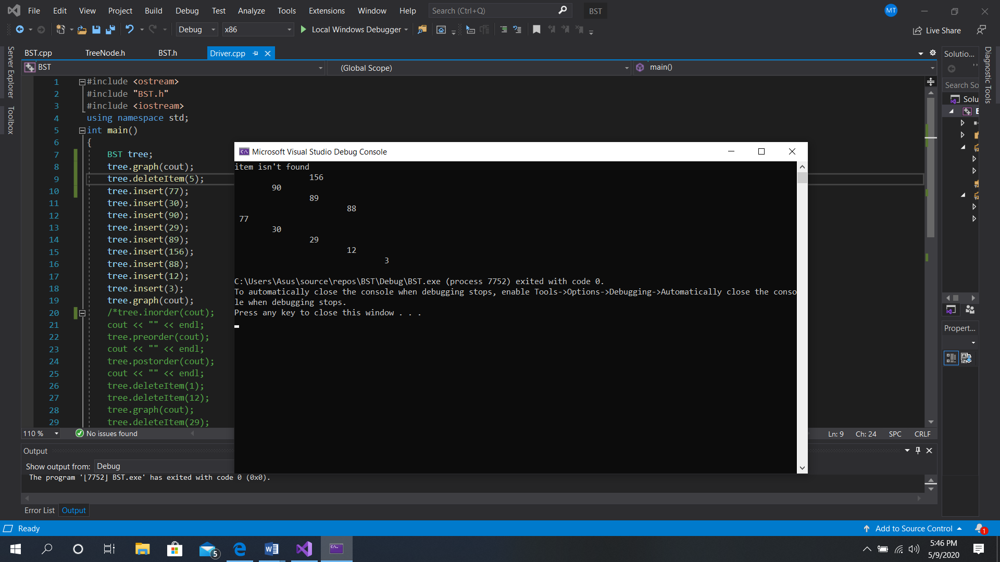 File Edit View Project Build Debug Test Analyze Tools Extensions Window Help Search (Ctrl+Q) BST MT
Debug x86 Local Windows Debugger Live Share
BST.cpp TreeNode.h BST.h Driver.cpp
BST (Global Scope) main()
Server Explorer
Toolbox
1 #include <ostream>
2 #include "BST.h"
3 #include <iostream>
4 using namespace std;
5 int main()
6 {
7 BST tree;
8 tree.graph(cout);
9 tree.deleteItem(5);
10 tree.insert(77);
11 tree.insert(30);
12 tree.insert(90);
13 tree.insert(29);
14 tree.insert(89);
15 tree.insert(156);
16 tree.insert(88);
17 tree.insert(12);
18 tree.insert(3);
19 tree.graph(cout);
20 /*tree.inorder(cout);
21 cout << "" << endl;
22 tree.preorder(cout);
23 cout << "" << endl;
24 tree.postorder(cout);
25 cout << "" << endl;
26 tree.deleteItem(1);
27 tree.deleteItem(12);
28 tree.graph(cout);
29 tree.deleteItem(29);
110 % No issues found Ln: 9 Ch: 24 SPC CRLF
Microsoft Visual Studio Debug Console
item isn't found
156
90
89
88
77
30
29
12
3
C:\Users\Asus\source\repos\BST\Debug\BST.exe (process 7752) exited with code 0.
To automatically close the console when debugging stops, enable Tools->Options->Debugging->Automatically close the conso
le when debugging stops.
Press any key to close this window . . .
Solutio...
Search So
Solu
Propert...
Diagnostic Tools
Output
Show output from: Debug
The program '[7752] BST.exe' has exited with code 0 (0x0).
Error List Output
Ready Add to Source Control 1
5
5:46 PM
5/9/2020